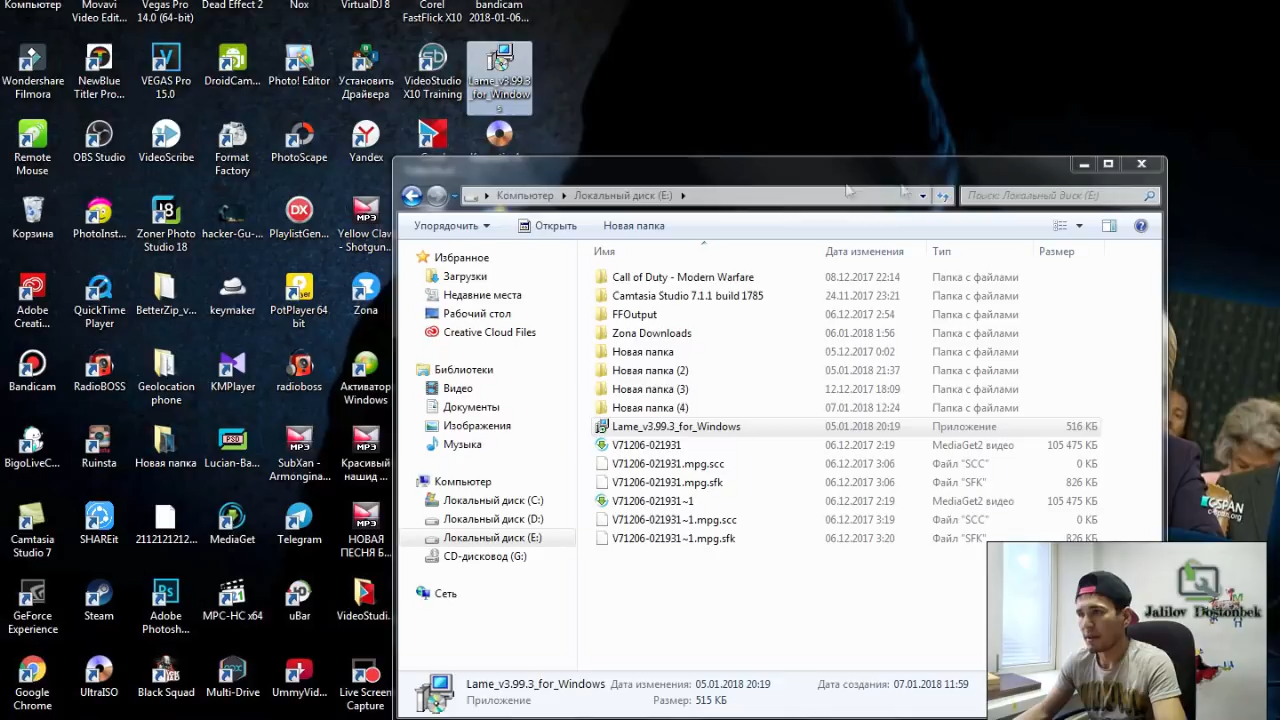 Компьютер
Movavi
Video Edit...
Vegas Pro
14.0 (64-bit)
Dead Effect 2
Nox
VirtualDJ 8
Corel
FastFlick X10
bandicam
2018-01-06...
Wondershare
Filmora
NewBlue
Titler Pro...
VEGAS Pro
15.0
DroidCam...
Photo! Editor
Установить
Драйвера
VideoStudio
X10 Training
Lame_v3.99.3
_for_Window
s
Remote
Mouse
OBS Studio
VideoScribe
Format
Factory
PhotoScape
Yandex
Корзина
PhotoInst...
Zoner Photo
Studio 18
hacker-Gu-...
PlaylistGen...
Yellow Claw
- Shotgun...
Adobe
Creati...
QuickTime
Player
BetterZip_v...
keymaker
PotPlayer 64
bit
Zona
Bandicam
RadioBOSS
Geolocation
phone
KMPlayer
radioboss
Активатор
Windows
BigoLiveC...
Ruinsta
Новая папка
Lucian-Ba...
SubXan -
Armongina...
Красивый
нашид ...
Camtasia
Studio 7
SHAREit
2112121212...
MediaGet
Telegram
НОВАЯ
ПЕСНЯ Б...
GeForce
Experience
Steam
Adobe
Photosh...
MPC-HC x64
uBar
VideoStudi...
Google
Chrome
UltraISO
Black Squad
Multi-Drive
UmmyVid...
Live Screen
Capture
Компьютер
Локальный диск (E:)
Поиск: Локальный диск (E:)
Упорядочить
Открыть
Новая папка
Избранное
Загрузки
Недавние места
Рабочий стол
Creative Cloud Files
Библиотеки
Видео
Документы
Изображения
Музыка
Компьютер
Локальный диск (C:)
Локальный диск (D:)
Локальный диск (E:)
CD-дисковод (G:)
Сеть
Имя Дата изменения Тип Размер
Call of Duty - Modern Warfare 08.12.2017 22:14 Папка с файлами
Camtasia Studio 7.1.1 build 1785 24.11.2017 23:21 Папка с файлами
FFOutput 06.12.2017 2:54 Папка с файлами
Zona Downloads 06.01.2018 1:56 Папка с файлами
Новая папка 05.12.2017 0:02 Папка с файлами
Новая папка (2) 05.01.2018 21:37 Папка с файлами
Новая папка (3) 12.12.2017 18:09 Папка с файлами
Новая папка (4) 07.01.2018 12:24 Папка с файлами
Lame_v3.99.3_for_Windows 05.01.2018 20:19 Приложение 516 КБ
V71206-021931 06.12.2017 2:19 MediaGet2 видео 105 475 КБ
V71206-021931.mpg.scc 06.12.2017 3:06 Файл "SCC" 0 КБ
V71206-021931.mpg.sfk 06.12.2017 3:06 Файл "SFK" 826 КБ
V71206-021931~1 06.12.2017 2:19 MediaGet2 видео 105 475 КБ
V71206-021931~1.mpg.scc 06.12.2017 3:19 Файл "SCC" 0 КБ
V71206-021931~1.mpg.sfk 06.12.2017 3:20 Файл "SFK" 826 КБ
Lame_v3.99.3_for_Windows Дата изменения: 05.01.2018 20:19 Дата создания: 07.01.2018 11:59
Приложение Размер: 515 КБ
C-SPAN
c-span.org
Jalilov Dostonbek